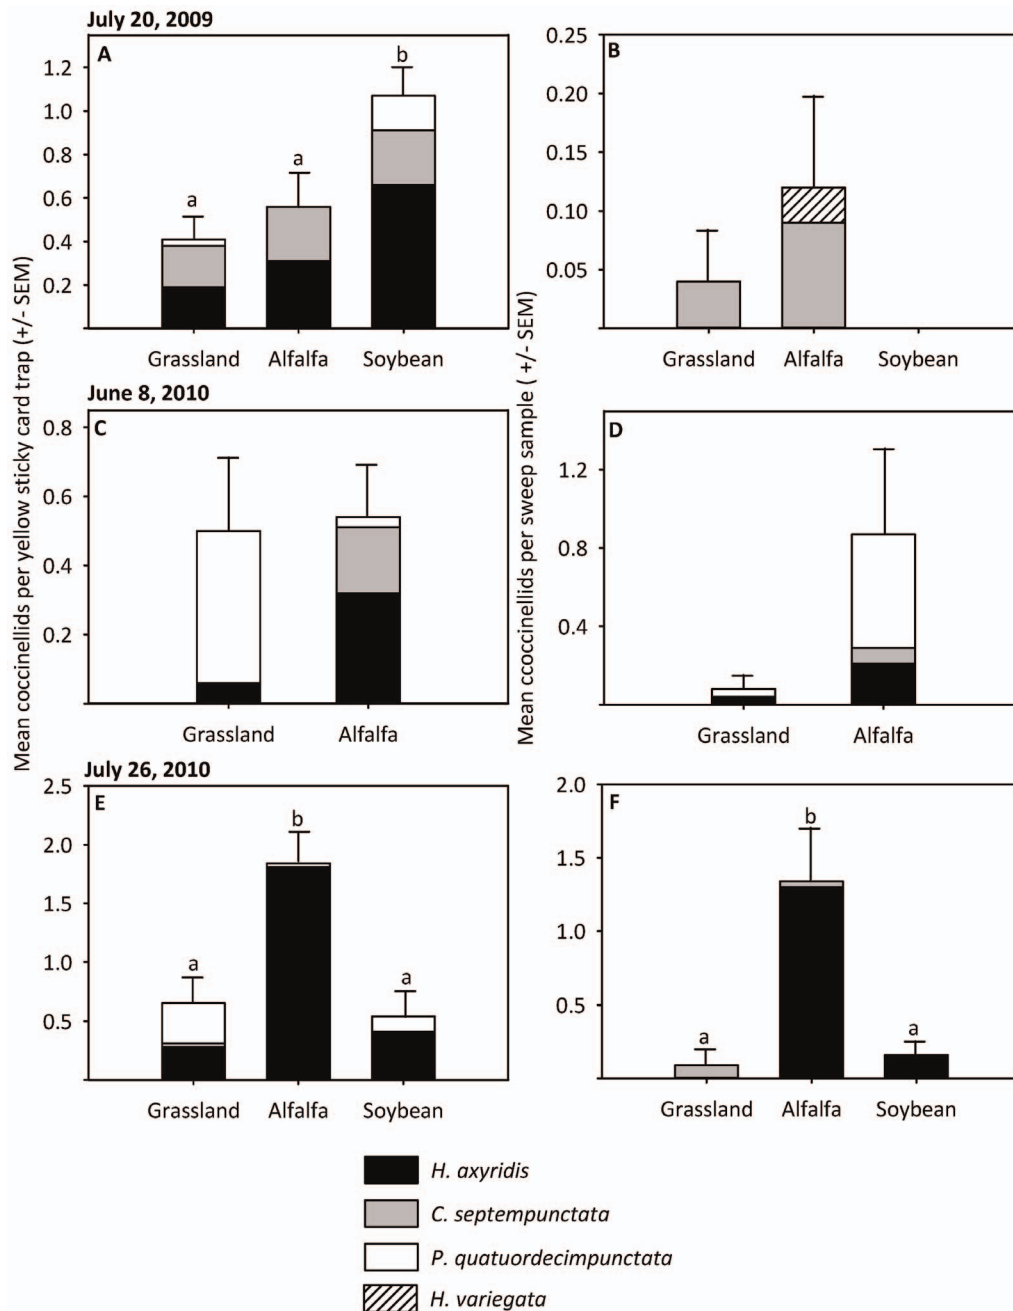 July 20, 2009
A
1.2
1.0
0.8
0.6
0.4
0.2
a
a
b
Grassland Alfalfa Soybean
B
0.25
0.20
0.15
0.10
0.05
Grassland Alfalfa Soybean
Mean coccinellids per yellow sticky card trap (+/- SEM)
Mean ccoccinellids per sweep sample ( +/- SEM)
June 8, 2010
C
0.8
0.6
0.4
0.2
Grassland Alfalfa
D
1.2
0.8
0.4
Grassland Alfalfa
July 26, 2010
E
2.5
2.0
1.5
1.0
0.5
a
b
a
Grassland Alfalfa Soybean
F
2.0
1.5
1.0
0.5
a
b
a
Grassland Alfalfa Soybean
H. axyridis
C. septempunctata
P. quatuordecimpunctata
H. variegata